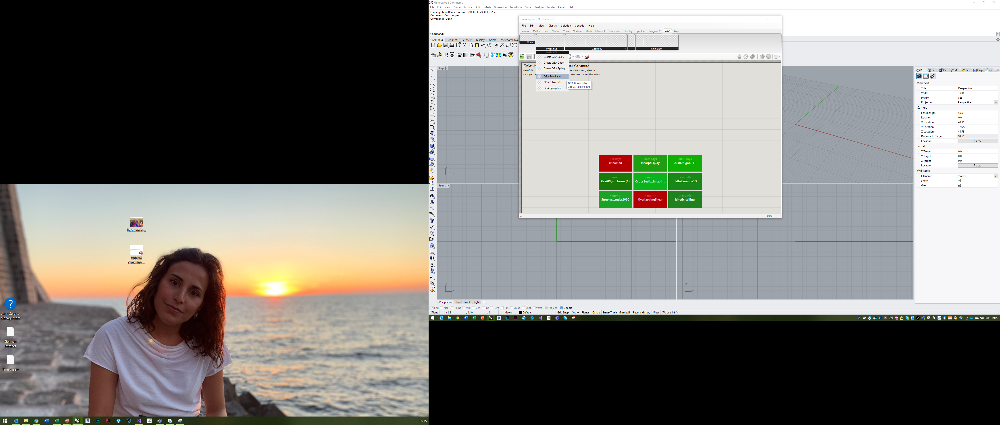 Parametric ...
190416
Cavallino ...
Arup Service
Management
German
Intranet
Timesheets
16:15
Rhinoceros 6 Commercial
File Edit View Curve Surface Solid Mesh Dimension Transform Tools Analyze Render Panels Help
Loading Rhino Render, version 1.50, Jul 17 2020, 17:37:59
Command: Grasshopper
Command: _Open
Command:
Standard CPlanes Set View Display Select Viewport Layou
Grasshopper - No document...
File Edit View Display Solution Speckle Help
Params Maths Sets Vector Curve Surface Mesh Intersect Transform Display Speckle Kangaroo2 GSA Arup
Model Properties + Geometry + Parameters +
Create GSA Bool6
Create GSA Offset
Create GSA Spring
GSA Bool6 Info
GSA Offset Info
GSA Spring Info
GSA Bool6 Info
Get GSA Bool6 Info
Either dr nto the canvas,
double c a new component
or open a the menu or the tiles.
2.9 days
unnamed
20.9 days
csharpdisplay
20.9 days
custom goo (1)
> month
GsaAPI_m...beam (1)
> month
CrossSecti...imizati...
> month
HelloKaramba3D
> month
Structur...ruder2000
> month
OverlappingShear
> month
kinetic-ceiling
...
1.0.0007
Top
y
x
Front
z
x
z
y
Perspective Top Front Right
Pr... La... Re... M... Lib... Help Sp...
Viewport
Title Perspective
Width 1060
Height 523
Projection Perspective
Camera
Lens Length 50.0
Rotation 0.0
X Location 43.11
Y Location -74.67
Z Location 49.78
Distance to Target 99.56
Location Place...
Target
X Target 0.0
Y Target 0.0
Z Target 0.0
Location Place...
Wallpaper
Filename (none) ...
Show
Gray
End Near Point Mid Cen Int Perp Tan Quad Knot Vertex Project Disable
CPlane x 6.81 y 1.40 z 0 Meters Default Grid Snap Ortho Planar Osnap SmartTrack Gumball Record History Filter CPU use: 0.9 %
16:15